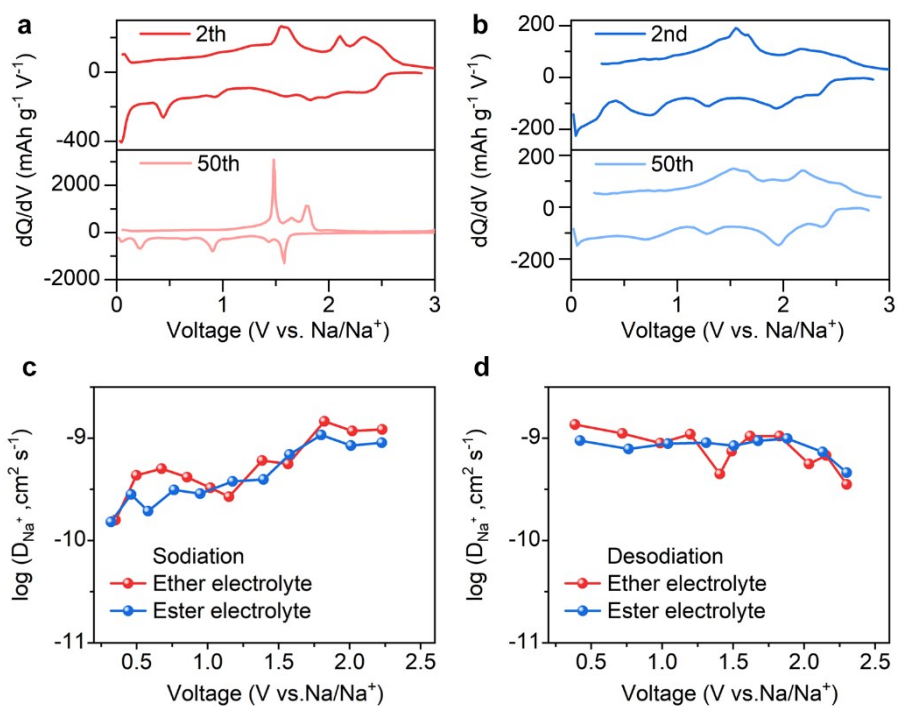 a
2th
0
-400
dQ/dV (mAh g-1 V-1)
50th
2000
0
-2000
0 1 2 3
Voltage (V vs. Na/Na+)
b
200
2nd
0
-200
dQ/dV (mAh g-1 V-1)
200
50th
0
-200
0 1 2 3
Voltage (V vs. Na/Na+)
c
-9
-10
-11
log (DNa+ ,cm2 s-1)
Sodiation
Ether electrolyte
Ester electrolyte
0.5 1.0 1.5 2.0 2.5
Voltage (V vs.Na/Na+)
d
-9
-10
-11
log (DNa+ ,cm2 s-1)
Desodiation
Ether electrolyte
Ester electrolyte
0.5 1.0 1.5 2.0 2.5
Voltage (V vs.Na/Na+)